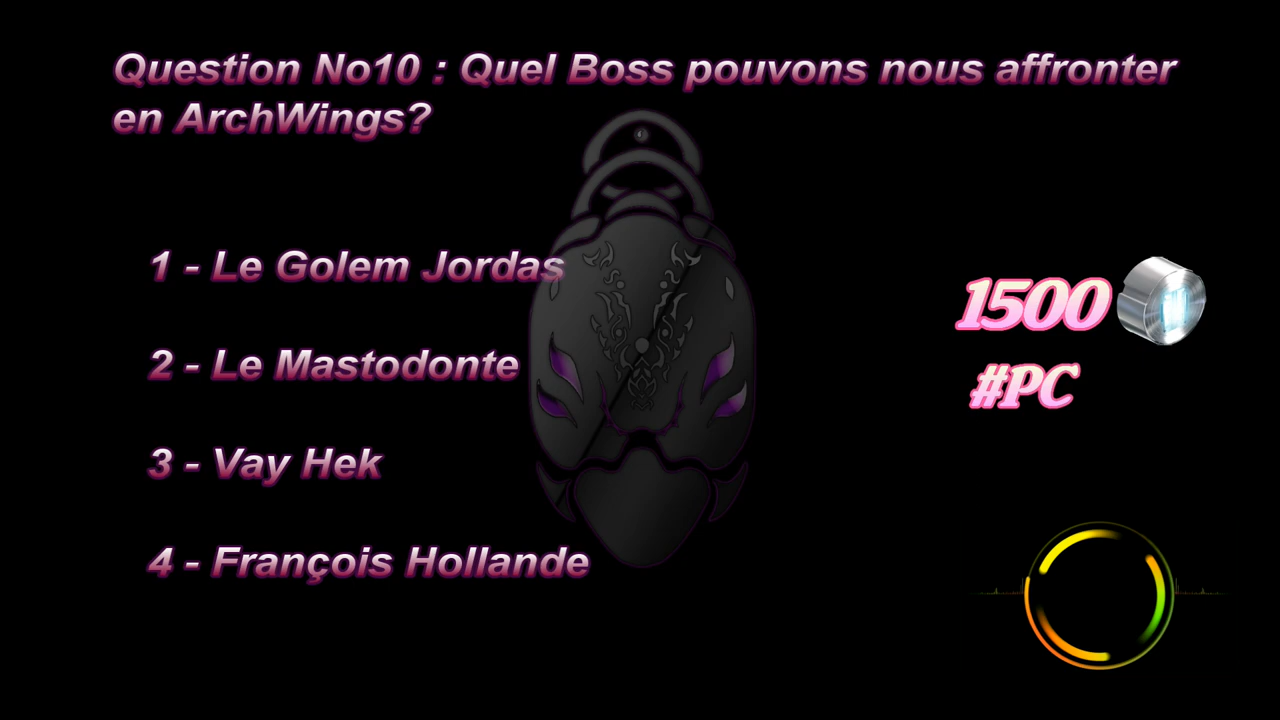 Question No10 : Quel Boss pouvons nous affronter
en ArchWings?
1 - Le Golem Jordas
2 - Le Mastodonte
3 - Vay Hek
4 - François Hollande
1500
#PC